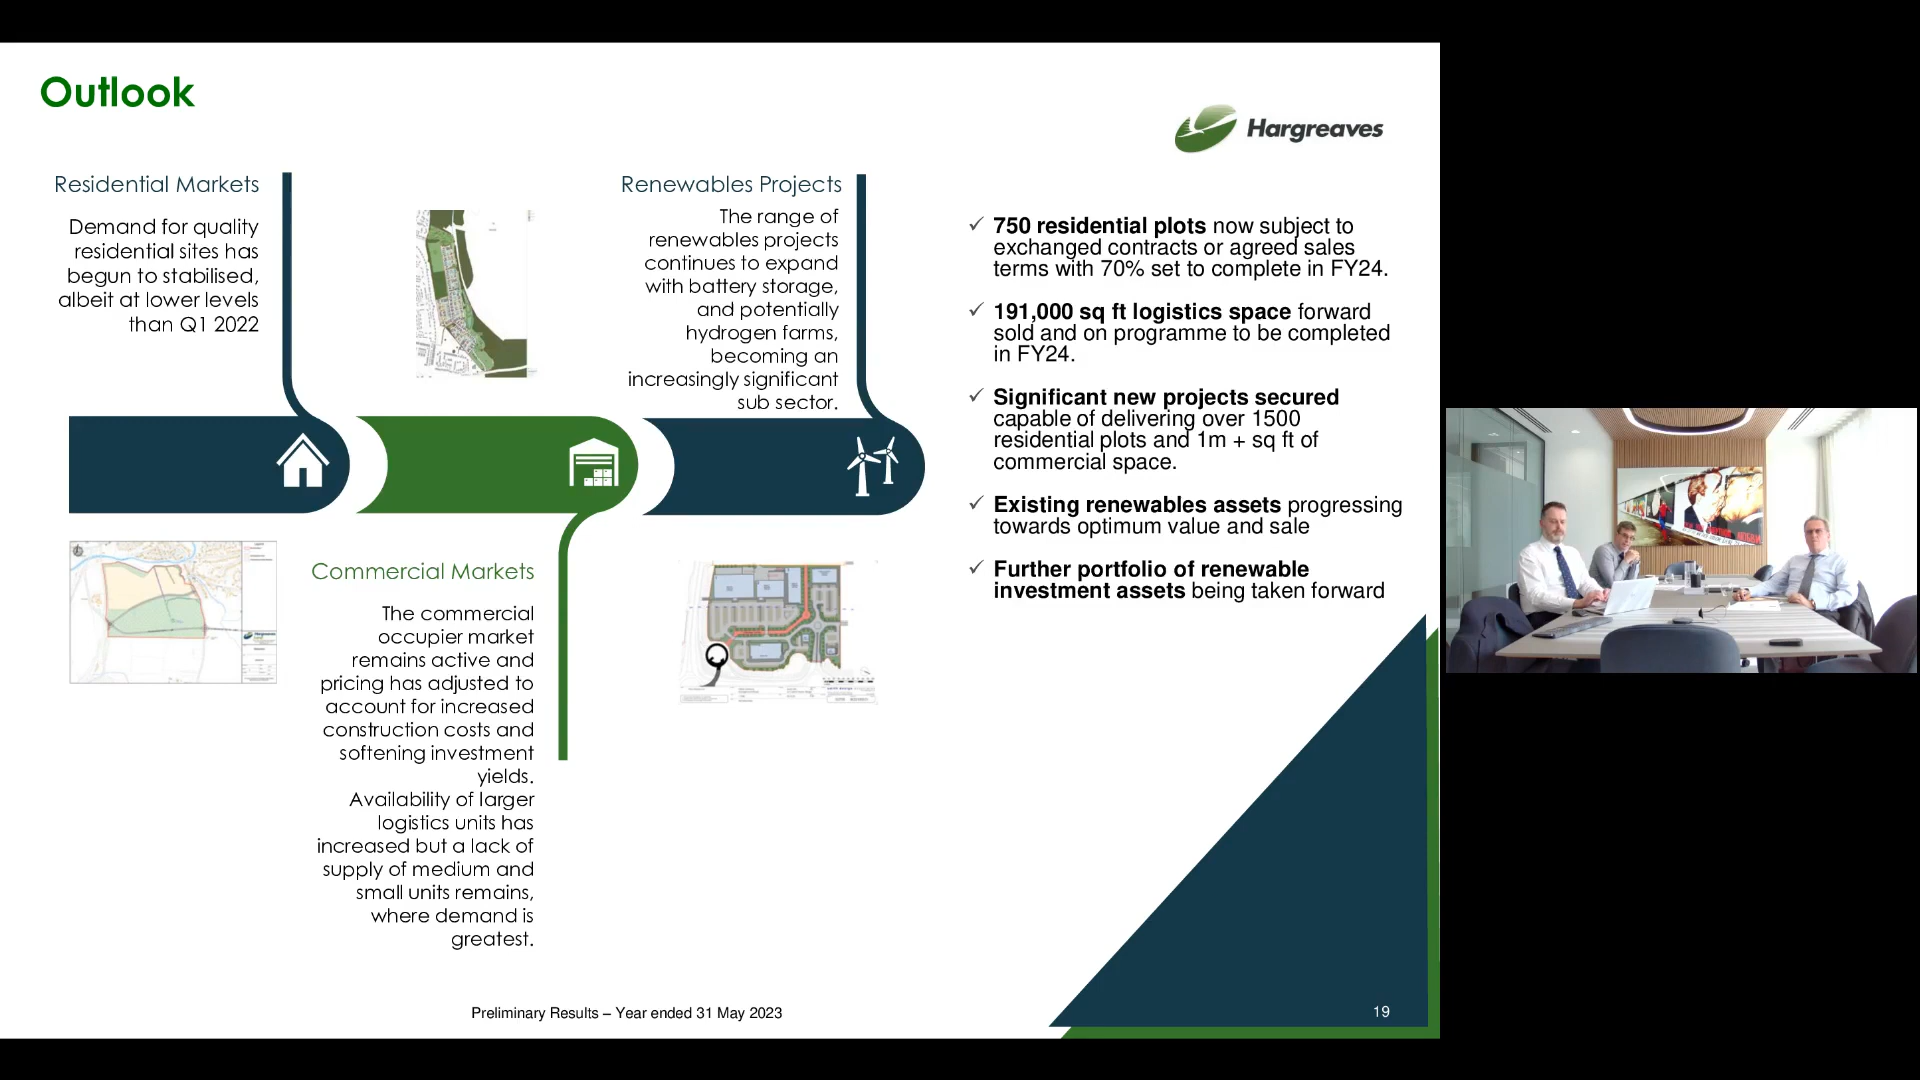 Outlook
Hargreaves
Residential Markets
Demand for quality
residential sites has
begun to stabilised,
albeit at lower levels
than Q1 2022
Renewables Projects
The range of
renewables projects
continues to expand
with battery storage,
and potentially
hydrogen farms,
becoming an
increasingly significant
sub sector.
Commercial Markets
The commercial
occupier market
remains active and
pricing has adjusted to
account for increased
construction costs and
softening investment
yields.
Availability of larger
logistics units has
increased but a lack of
supply of medium and
small units remains,
where demand is
greatest.
✓ 750 residential plots now subject to
exchanged contracts or agreed sales
terms with 70% set to complete in FY24.
✓ 191,000 sq ft logistics space forward
sold and on programme to be completed
in FY24.
✓ Significant new projects secured
capable of delivering over 1500
residential plots and 1m + sq ft of
commercial space.
✓ Existing renewables assets progressing
towards optimum value and sale
✓ Further portfolio of renewable
investment assets being taken forward
Preliminary Results – Year ended 31 May 2023
19